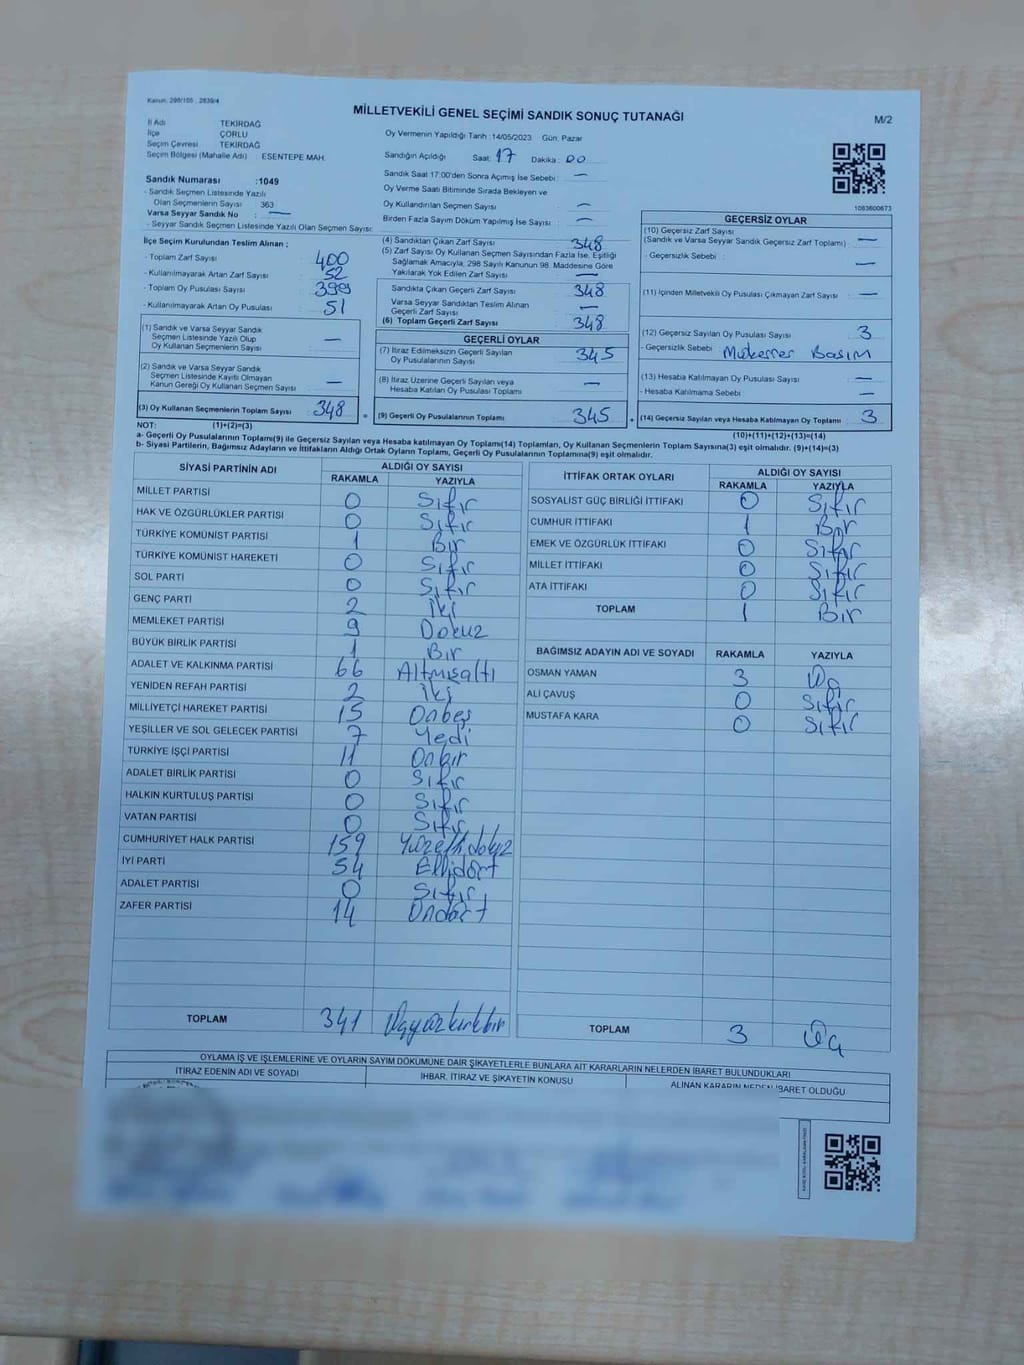 Kanun: 298/105 , 2839/4
MİLLETVEKİLİ GENEL SEÇİMİ SANDIK SONUÇ TUTANAĞI
M/2
İl Adı TEKİRDAĞ
İlçe ÇORLU
Seçim Çevresi TEKİRDAĞ
Seçim Bölgesi (Mahalle Adı) ESENTEPE MAH.
Sandık Numarası :1049
- Sandık Seçmen Listesinde Yazılı
Olan Seçmenlerin Sayısı 363
Varsa Seyyar Sandık No : —
- Seyyar Sandık Seçmen Listesinde Yazılı Olan Seçmen Sayısı:
İlçe Seçim Kurulundan Teslim Alınan ;
- Toplam Zarf Sayısı : 400
- Kullanılmayarak Artan Zarf Sayısı : 52
- Toplam Oy Pusulası Sayısı : 399
- Kullanılmayarak Artan Oy Pusulası : 51
(1) Sandık ve Varsa Seyyar Sandık
Seçmen Listesinde Yazılı Olup
Oy Kullanan Seçmenlerin Sayısı —
(2) Sandık ve Varsa Seyyar Sandık
Seçmen Listesinde Kayıtlı Olmayan
Kanun Gereği Oy Kullanan Seçmen Sayısı —
(3) Oy Kullanan Seçmenlerin Toplam Sayısı 348
Oy Vermenin Yapıldığı Tarih :14/05/2023 Gün: Pazar
Sandığın Açıldığı Saat: 17 Dakika: 00
Sandık Saat 17:00'den Sonra Açımış İse Sebebi : —
Oy Verme Saati Bitiminde Sırada Bekleyen ve
Oy Kullandırılan Seçmen Sayısı : —
Birden Fazla Sayım Döküm Yapılmış İse Sayısı : —
(4) Sandıktan Çıkan Zarf Sayısı 348
(5) Zarf Sayısı Oy Kullanan Seçmen Sayısından Fazla İse, Eşitliği
Sağlamak Amacıyla, 298 Sayılı Kanunun 98. Maddesine Göre
Yakılarak Yok Edilen Zarf Sayısı : —
Sandıkta Çıkan Geçerli Zarf Sayısı 348
Varsa Seyyar Sandıktan Teslim Alınan
Geçerli Zarf Sayısı : —
(6) Toplam Geçerli Zarf Sayısı : 348
GEÇERLİ OYLAR
(7) İtiraz Edilmeksizin Geçerli Sayılan
Oy Pusulalarının Sayısı 345
(8) İtiraz Üzerine Geçerli Sayılan veya
Hesaba Katılan Oy Pusulası Toplamı —
(9) Geçerli Oy Pusulalarının Toplamı 345
1083600673
GEÇERSİZ OYLAR
(10) Geçersiz Zarf Sayısı
(Sandık ve Varsa Seyyar Sandık Geçersiz Zarf Toplamı) —
- Geçersizlik Sebebi : —
(11) İçinden Milletvekili Oy Pusulası Çıkmayan Zarf Sayısı : —
(12) Geçersiz Sayılan Oy Pusulası Sayısı : 3
- Geçersizlik Sebebi : Mükerrer Basım
(13) Hesaba Katılmayan Oy Pusulası Sayısı : —
- Hesaba Katılmama Sebebi : —
(14) Geçersiz Sayılan veya Hesaba Katılmayan Oy Toplamı 3
NOT: (1)+(2)=(3)
(10)+(11)+(12)+(13)=(14)
a- Geçerli Oy Pusulalarının Toplamı(9) ile Geçersiz Sayılan veya Hesaba katılmayan Oy Toplamı(14) Toplamları, Oy Kullanan Seçmenlerin Toplam Sayısına(3) eşit olmalıdır. (9)+(14)=(3)
b- Siyasi Partilerin, Bağımsız Adayların ve İttifakların Aldığı Ortak Oyların Toplamı, Geçerli Oy Pusulalarının Toplamına(9) eşit olmalıdır.
SİYASİ PARTİNİN ADI ALDIĞI OY SAYISI
RAKAMLA YAZIYLA
MİLLET PARTİSİ 0 Sıfır
HAK VE ÖZGÜRLÜKLER PARTİSİ 0 Sıfır
TÜRKİYE KOMÜNİST PARTİSİ 1 Bir
TÜRKİYE KOMÜNİST HAREKETİ 0 Sıfır
SOL PARTİ 0 Sıfır
GENÇ PARTİ 2 İki
MEMLEKET PARTİSİ 9 Dokuz
BÜYÜK BİRLİK PARTİSİ 1 Bir
ADALET VE KALKINMA PARTİSİ 66 Altmışaltı
YENİDEN REFAH PARTİSİ 2 İki
MİLLİYETÇİ HAREKET PARTİSİ 15 Onbeş
YEŞİLLER VE SOL GELECEK PARTİSİ 7 Yedi
TÜRKİYE İŞÇİ PARTİSİ 11 Onbir
ADALET BİRLİK PARTİSİ 0 Sıfır
HALKIN KURTULUŞ PARTİSİ 0 Sıfır
VATAN PARTİSİ 0 Sıfır
CUMHURİYET HALK PARTİSİ 159 Yüzellidokuz
İYİ PARTİ 54 Ellidört
ADALET PARTİSİ 0 Sıfır
ZAFER PARTİSİ 14 Ondört
TOPLAM 341 Üçyüzkırkbir
İTTİFAK ORTAK OYLARI ALDIĞI OY SAYISI
RAKAMLA YAZIYLA
SOSYALİST GÜÇ BİRLİĞİ İTTİFAKI 0 Sıfır
CUMHUR İTTİFAKI 1 Bir
EMEK VE ÖZGÜRLÜK İTTİFAKI 0 Sıfır
MİLLET İTTİFAKI 0 Sıfır
ATA İTTİFAKI 0 Sıfır
TOPLAM 1 Bir
BAĞIMSIZ ADAYIN ADI VE SOYADI RAKAMLA YAZIYLA
OSMAN YAMAN 3 Üç
ALİ ÇAVUŞ 0 Sıfır
MUSTAFA KARA 0 Sıfır
TOPLAM 3 Üç
OYLAMA İŞ VE İŞLEMLERİNE VE OYLARIN SAYIM DÖKÜMÜNE DAİR ŞİKAYETLERLE BUNLARA AİT KARARLARIN NELERDEN İBARET BULUNDUKLARI
İTİRAZ EDENİN ADI VE SOYADI İHBAR, İTİRAZ VE ŞİKAYETİN KONUSU ALINAN KARARIN NEDEN İBARET OLDUĞU